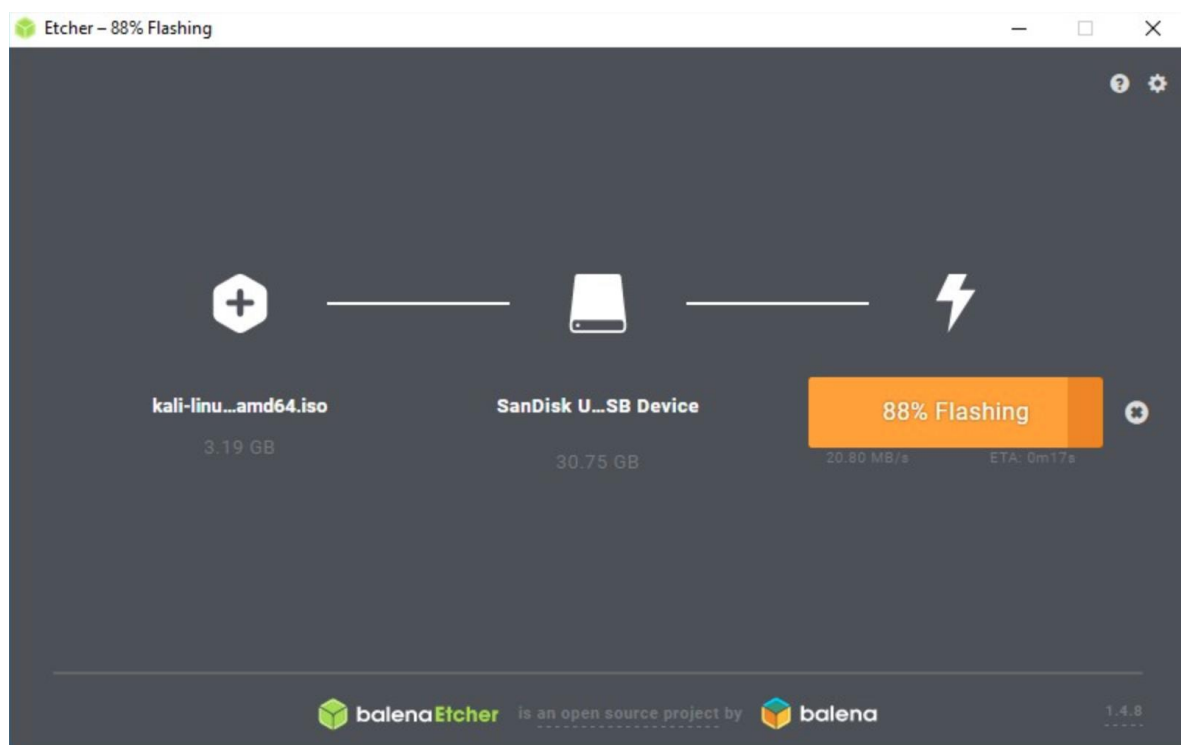 Etcher – 88% Flashing
kali-linu...amd64.iso
3.19 GB
SanDisk U...SB Device
30.75 GB
88% Flashing
20.80 MB/s ETA: 0m17s
balenaEtcher is an open source project by balena
1.4.8